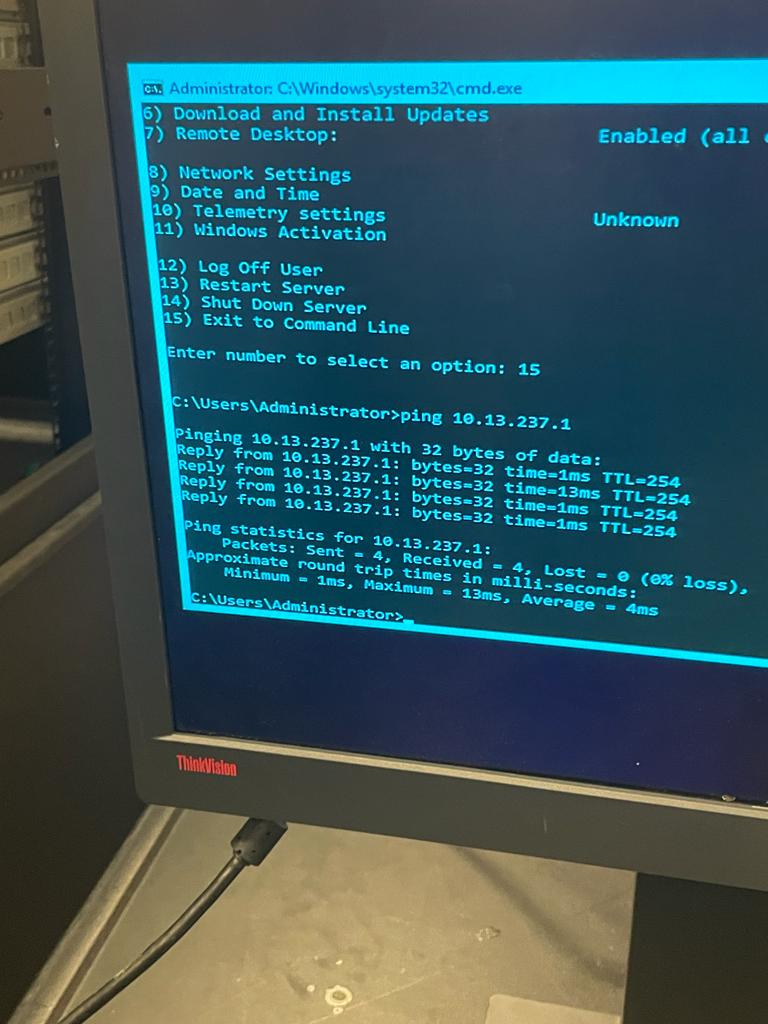 Administrator: C:\Windows\system32\cmd.exe
6) Download and Install Updates
7) Remote Desktop: Enabled (all
8) Network Settings
9) Date and Time
10) Telemetry settings Unknown
11) Windows Activation
12) Log Off User
13) Restart Server
14) Shut Down Server
15) Exit to Command Line
Enter number to select an option: 15
C:\Users\Administrator>ping 10.13.237.1
Pinging 10.13.237.1 with 32 bytes of data:
Reply from 10.13.237.1: bytes=32 time=1ms TTL=254
Reply from 10.13.237.1: bytes=32 time=13ms TTL=254
Reply from 10.13.237.1: bytes=32 time=1ms TTL=254
Reply from 10.13.237.1: bytes=32 time=1ms TTL=254
Ping statistics for 10.13.237.1:
Packets: Sent = 4, Received = 4, Lost = 0 (0% loss),
Approximate round trip times in milli-seconds:
Minimum = 1ms, Maximum = 13ms, Average = 4ms
C:\Users\Administrator>_
ThinkVision